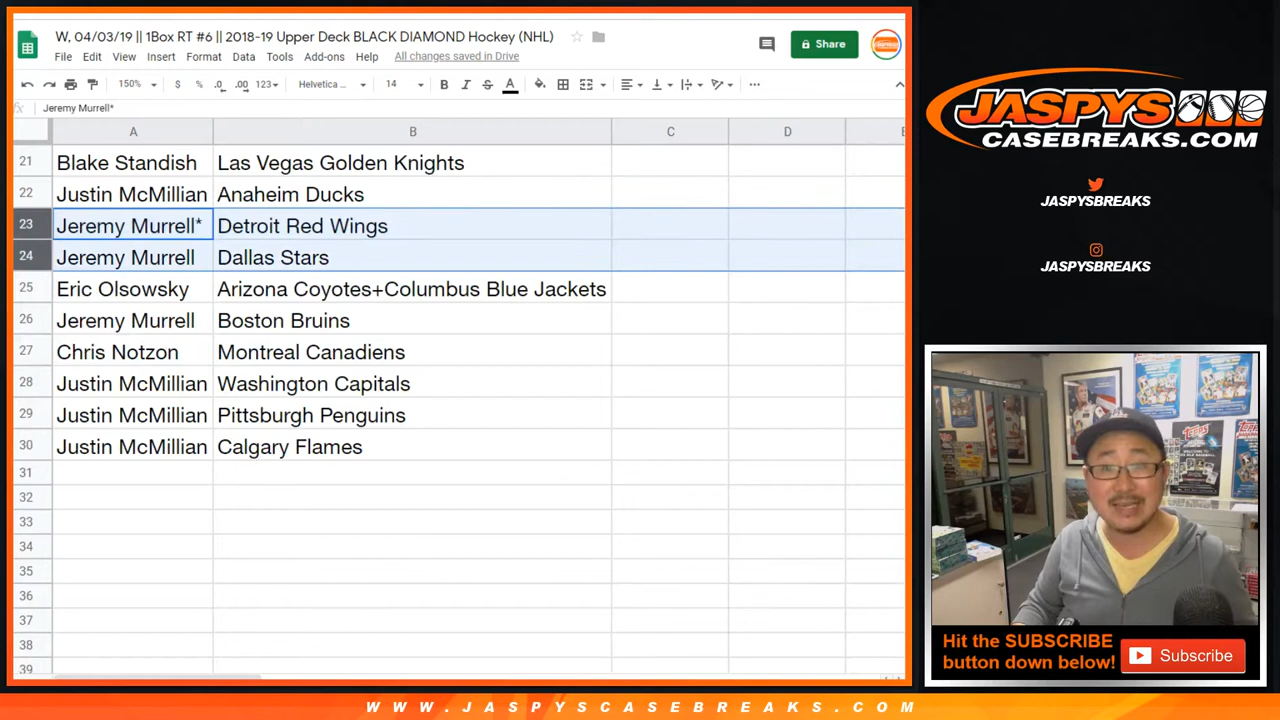 W, 04/03/19 || 1Box RT #6 || 2018-19 Upper Deck BLACK DIAMOND Hockey (NHL)
File Edit View Insert Format Data Tools Add-ons Help All changes saved in Drive
Share
150% $ % .0 .00 123 Helvetica ... 14 B I S A
fx Jeremy Murrell*
A B C D E
21 Blake Standish Las Vegas Golden Knights
22 Justin McMillian Anaheim Ducks
23 Jeremy Murrell* Detroit Red Wings
24 Jeremy Murrell Dallas Stars
25 Eric Olsowsky Arizona Coyotes+Columbus Blue Jackets
26 Jeremy Murrell Boston Bruins
27 Chris Notzon Montreal Canadiens
28 Justin McMillian Washington Capitals
29 Justin McMillian Pittsburgh Penguins
30 Justin McMillian Calgary Flames
31
32
33
34
35
36
37
38
39
JASPYS
CASEBREAKS.COM
JASPYSBREAKS
JASPYSBREAKS
TOPPS
Hit the SUBSCRIBE
button down below!
Subscribe
WWW.JASPYSCASEBREAKS.COM